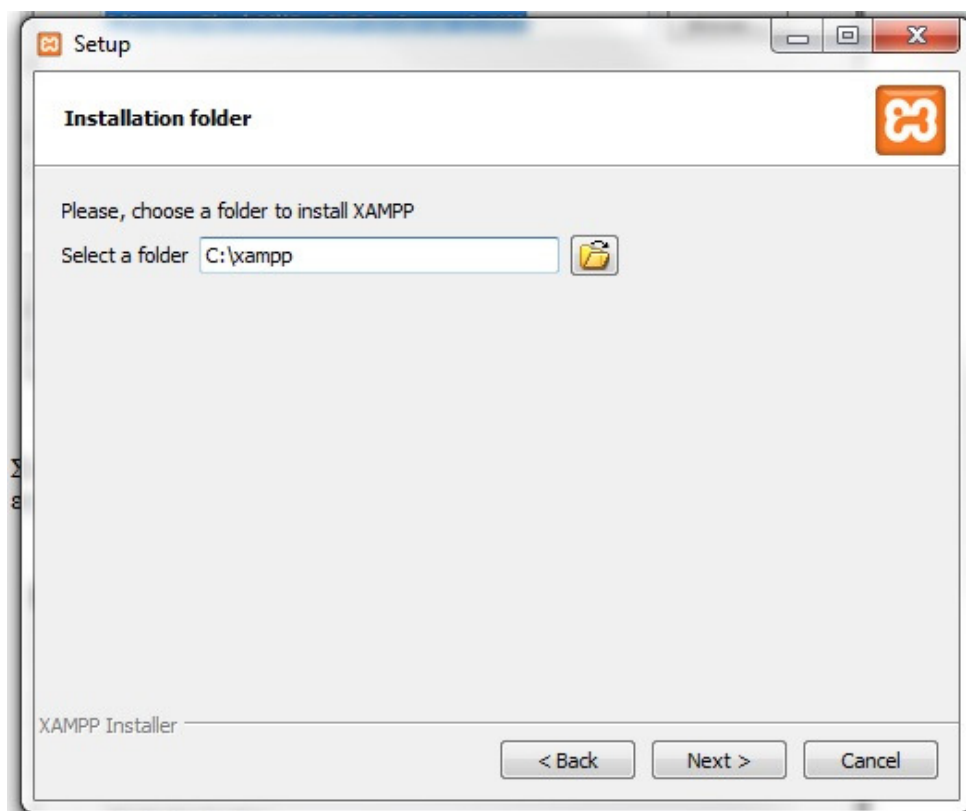 Setup
Installation folder
Please, choose a folder to install XAMPP
Select a folder C:\xampp
Σ
ε
XAMPP Installer
< Back Next > Cancel